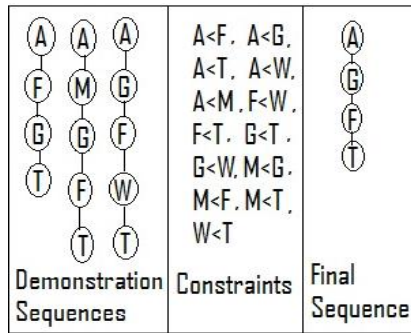 A
F
G
T
A
M
G
F
T
A
G
F
W
T
Demonstration
Sequences
A<F, A<G,
A<T, A<W,
A<M, F<W,
F<T, G<T,
G<W, M<G,
M<F, M<T,
W<T
Constraints
A
G
F
T
Final
Sequence